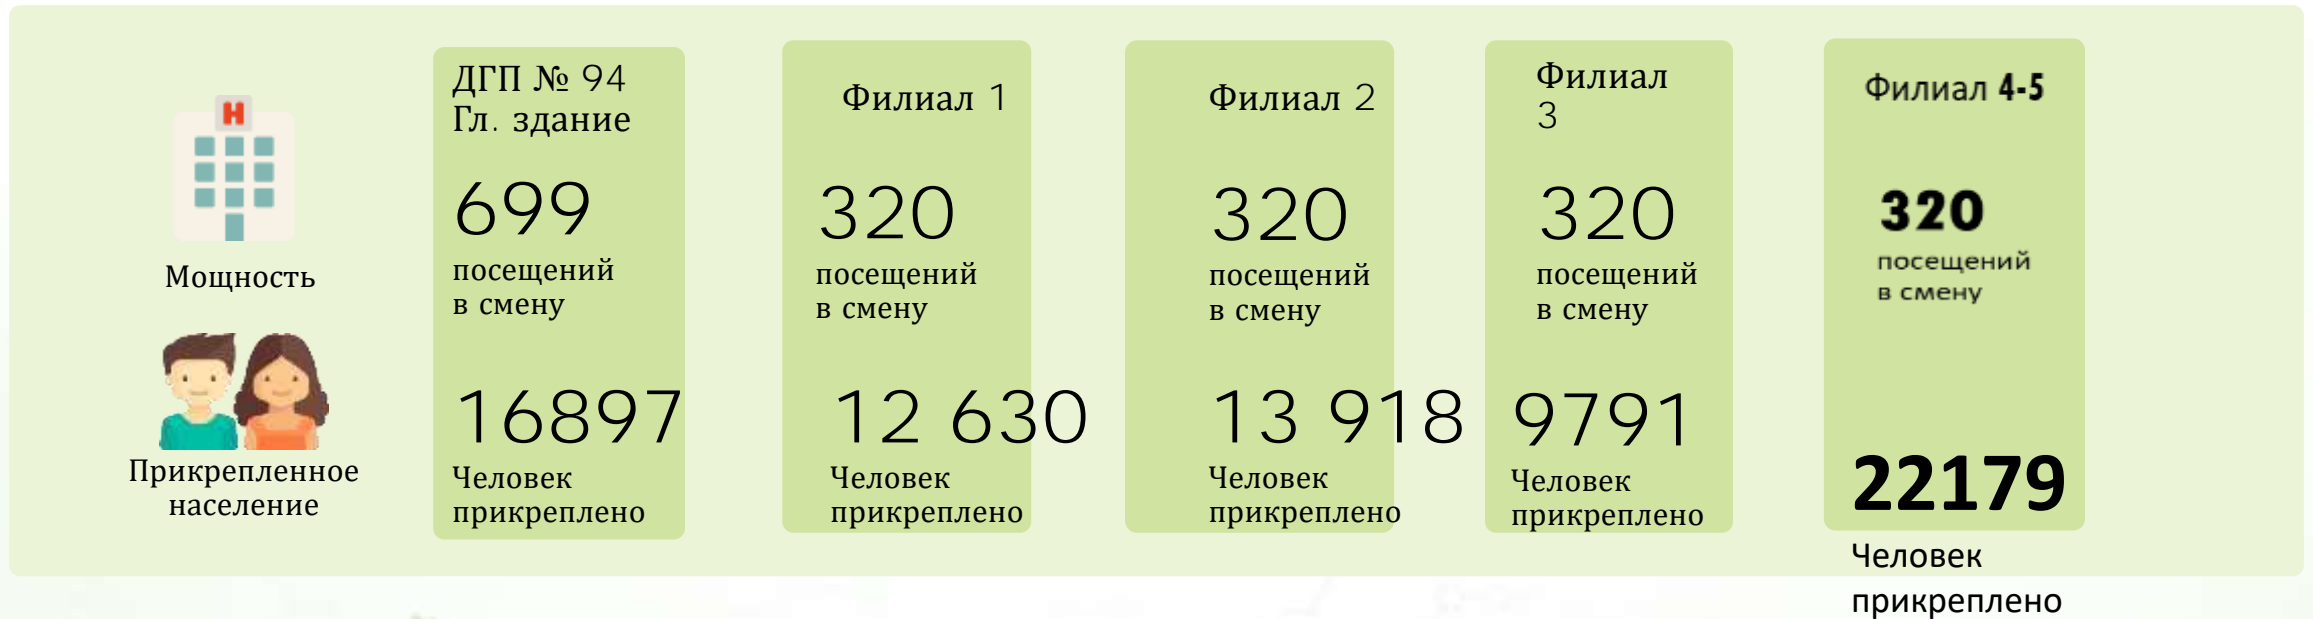 H
Мощность
Прикрепленное
население
ДГП № 94
Гл. здание
699
посещений
в смену
16897
Человек
прикреплено
Филиал 1
320
посещений
в смену
12 630
Человек
прикреплено
Филиал 2
320
посещений
в смену
13 918
Человек
прикреплено
Филиал
3
320
посещений
в смену
9791
Человек
прикреплено
Филиал 4-5
320
посещений
в смену
22179
Человек
прикреплено